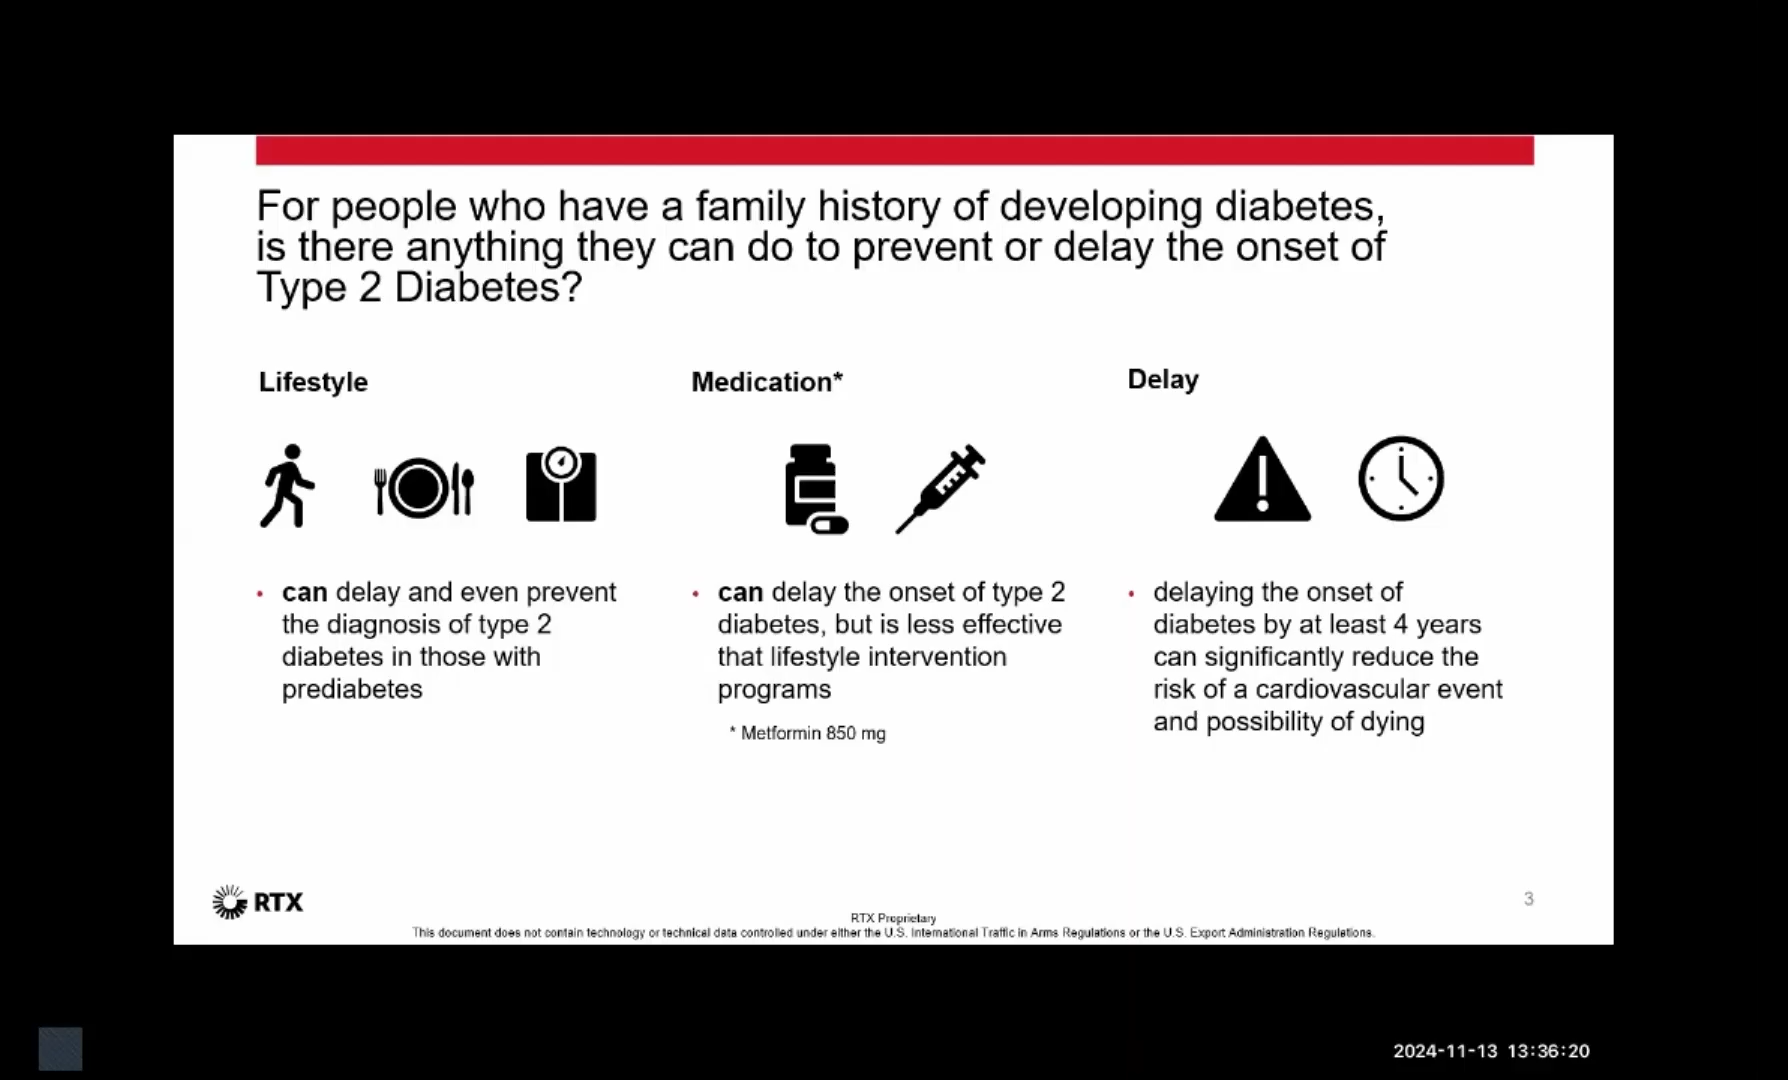 For people who have a family history of developing diabetes,
is there anything they can do to prevent or delay the onset of
Type 2 Diabetes?
Lifestyle
Medication*
Delay
• can delay and even prevent
the diagnosis of type 2
diabetes in those with
prediabetes
• can delay the onset of type 2
diabetes, but is less effective
that lifestyle intervention
programs
* Metformin 850 mg
• delaying the onset of
diabetes by at least 4 years
can significantly reduce the
risk of a cardiovascular event
and possibility of dying
RTX
3
RTX Proprietary
This document does not contain technology or technical data controlled under either the U.S. International Traffic in Arms Regulations or the U.S. Export Administration Regulations.
2024-11-13 13:36:20